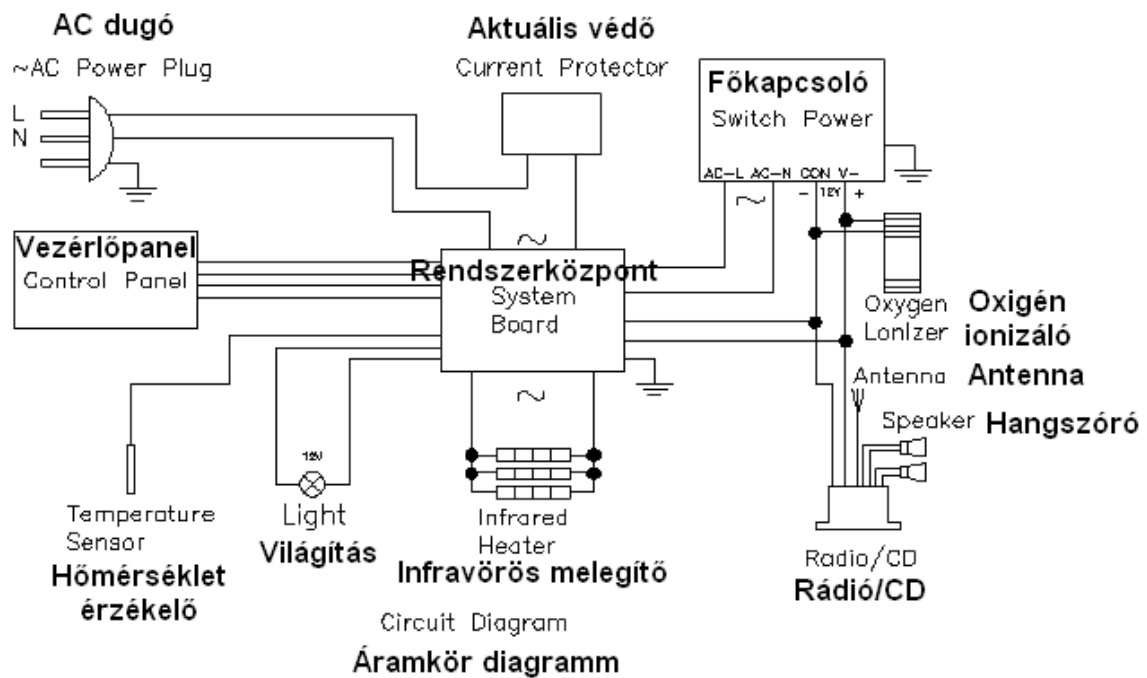 AC dugó
~AC Power Plug
L
N
Aktuális védő
Current Protector
Főkapcsoló
Switch Power
AC-L AC-N CON V-
~ - 12V +
Vezérlőpanel
Control Panel
~
Rendszerközpont
System
Board
~
Oxygen
LonIzer
Oxigén
ionizáló
Antenna Antenna
Speaker Hangszóró
Radio/CD
Rádió/CD
Temperature
Sensor
Hőmérséklet
érzékelő
12V
Light
Világítás
Infrared
Heater
Infravörös melegítő
Circuit Diagram
Áramkör diagramm